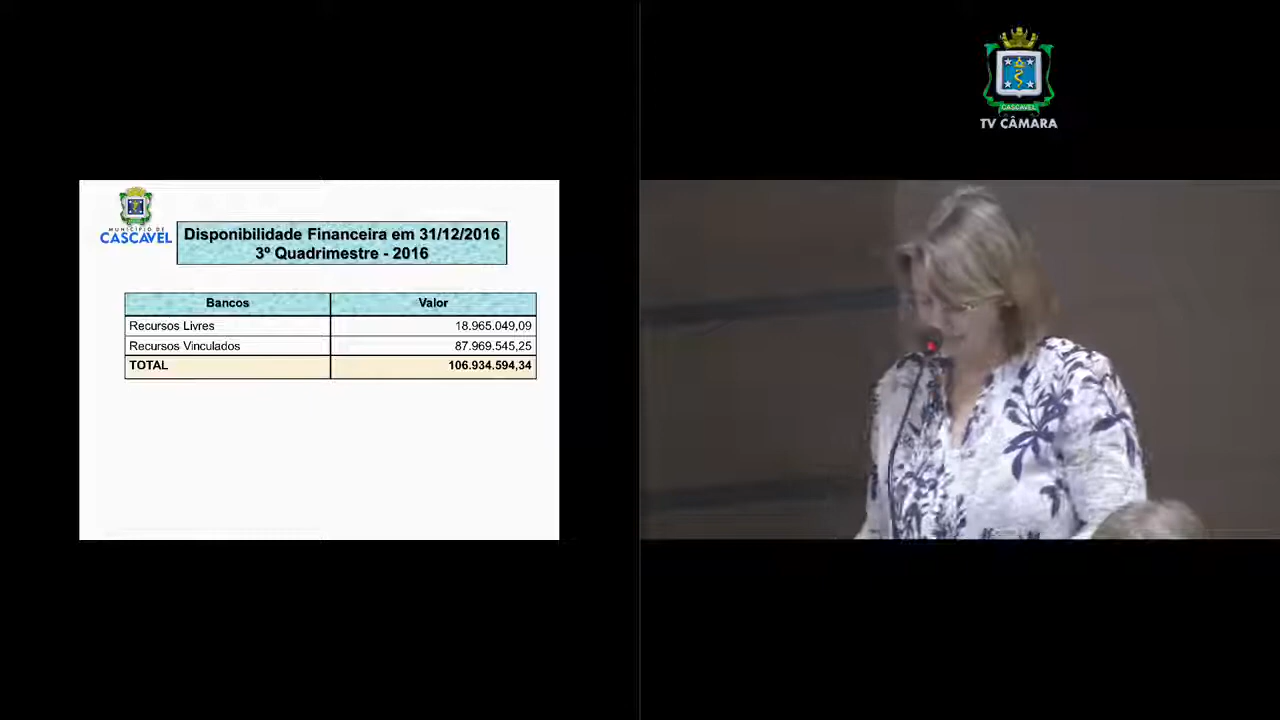 CASCAVEL
TV CÂMARA
MUNICÍPIO DE
CASCAVEL
Disponibilidade Financeira em 31/12/2016
3º Quadrimestre - 2016
Bancos Valor
Recursos Livres 18.965.049,09
Recursos Vinculados 87.969.545,25
TOTAL 106.934.594,34